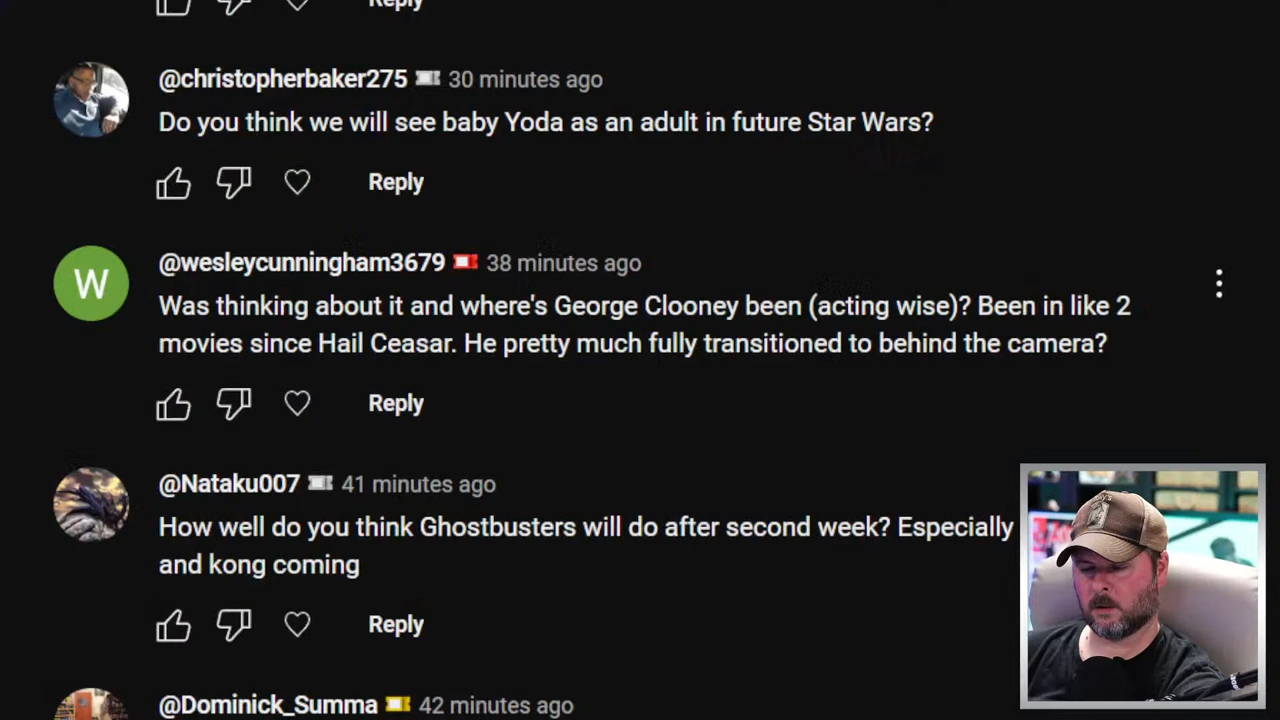 Reply
@christopherbaker275 30 minutes ago
Do you think we will see baby Yoda as an adult in future Star Wars?
Reply
W
@wesleycunningham3679 38 minutes ago
Was thinking about it and where's George Clooney been (acting wise)? Been in like 2
movies since Hail Ceasar. He pretty much fully transitioned to behind the camera?
Reply
@Nataku007 41 minutes ago
How well do you think Ghostbusters will do after second week? Especially
and kong coming
Reply
@Dominick_Summa 42 minutes ago